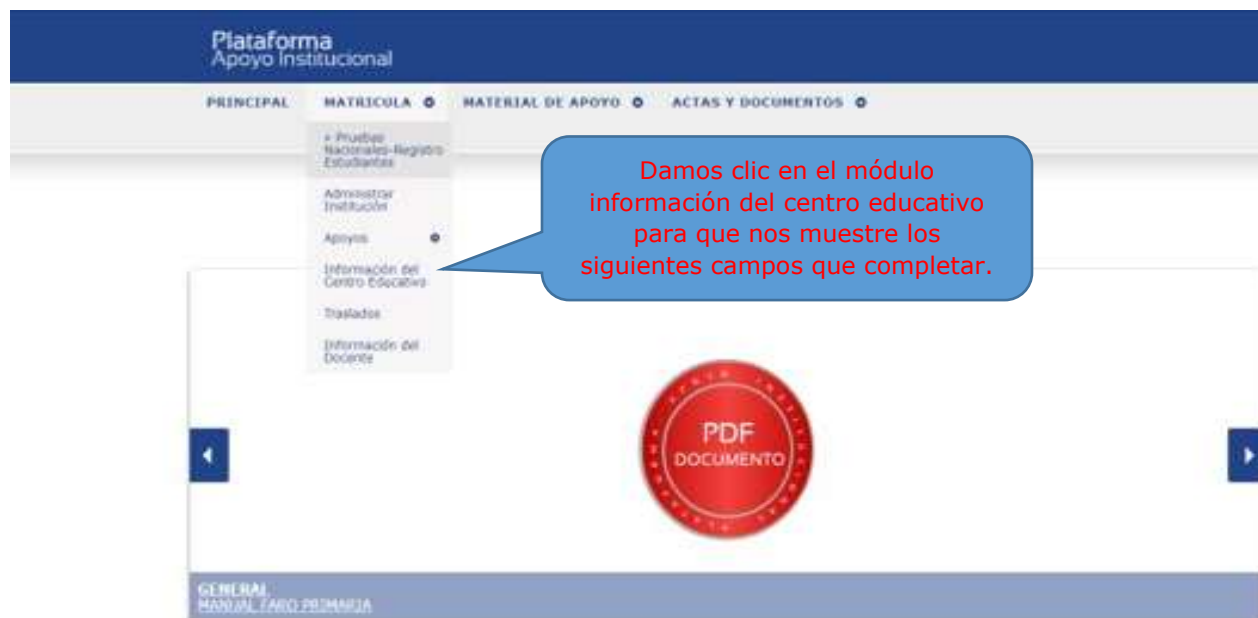 Plataforma
Apoyo Institucional
PRINCIPAL MATRICULA MATERIAL DE APOYO ACTAS Y DOCUMENTOS
+ Pruebas
Nacionales-Registro
Estudiantes
Administrar
Institución
Apoyos
Información del
Centro Educativo
Traslados
Información del
Docente
Damos clic en el módulo
información del centro educativo
para que nos muestre los
siguientes campos que completar.
PDF
DOCUMENTO
GENERAL
MANUAL FARO PRIMARIA